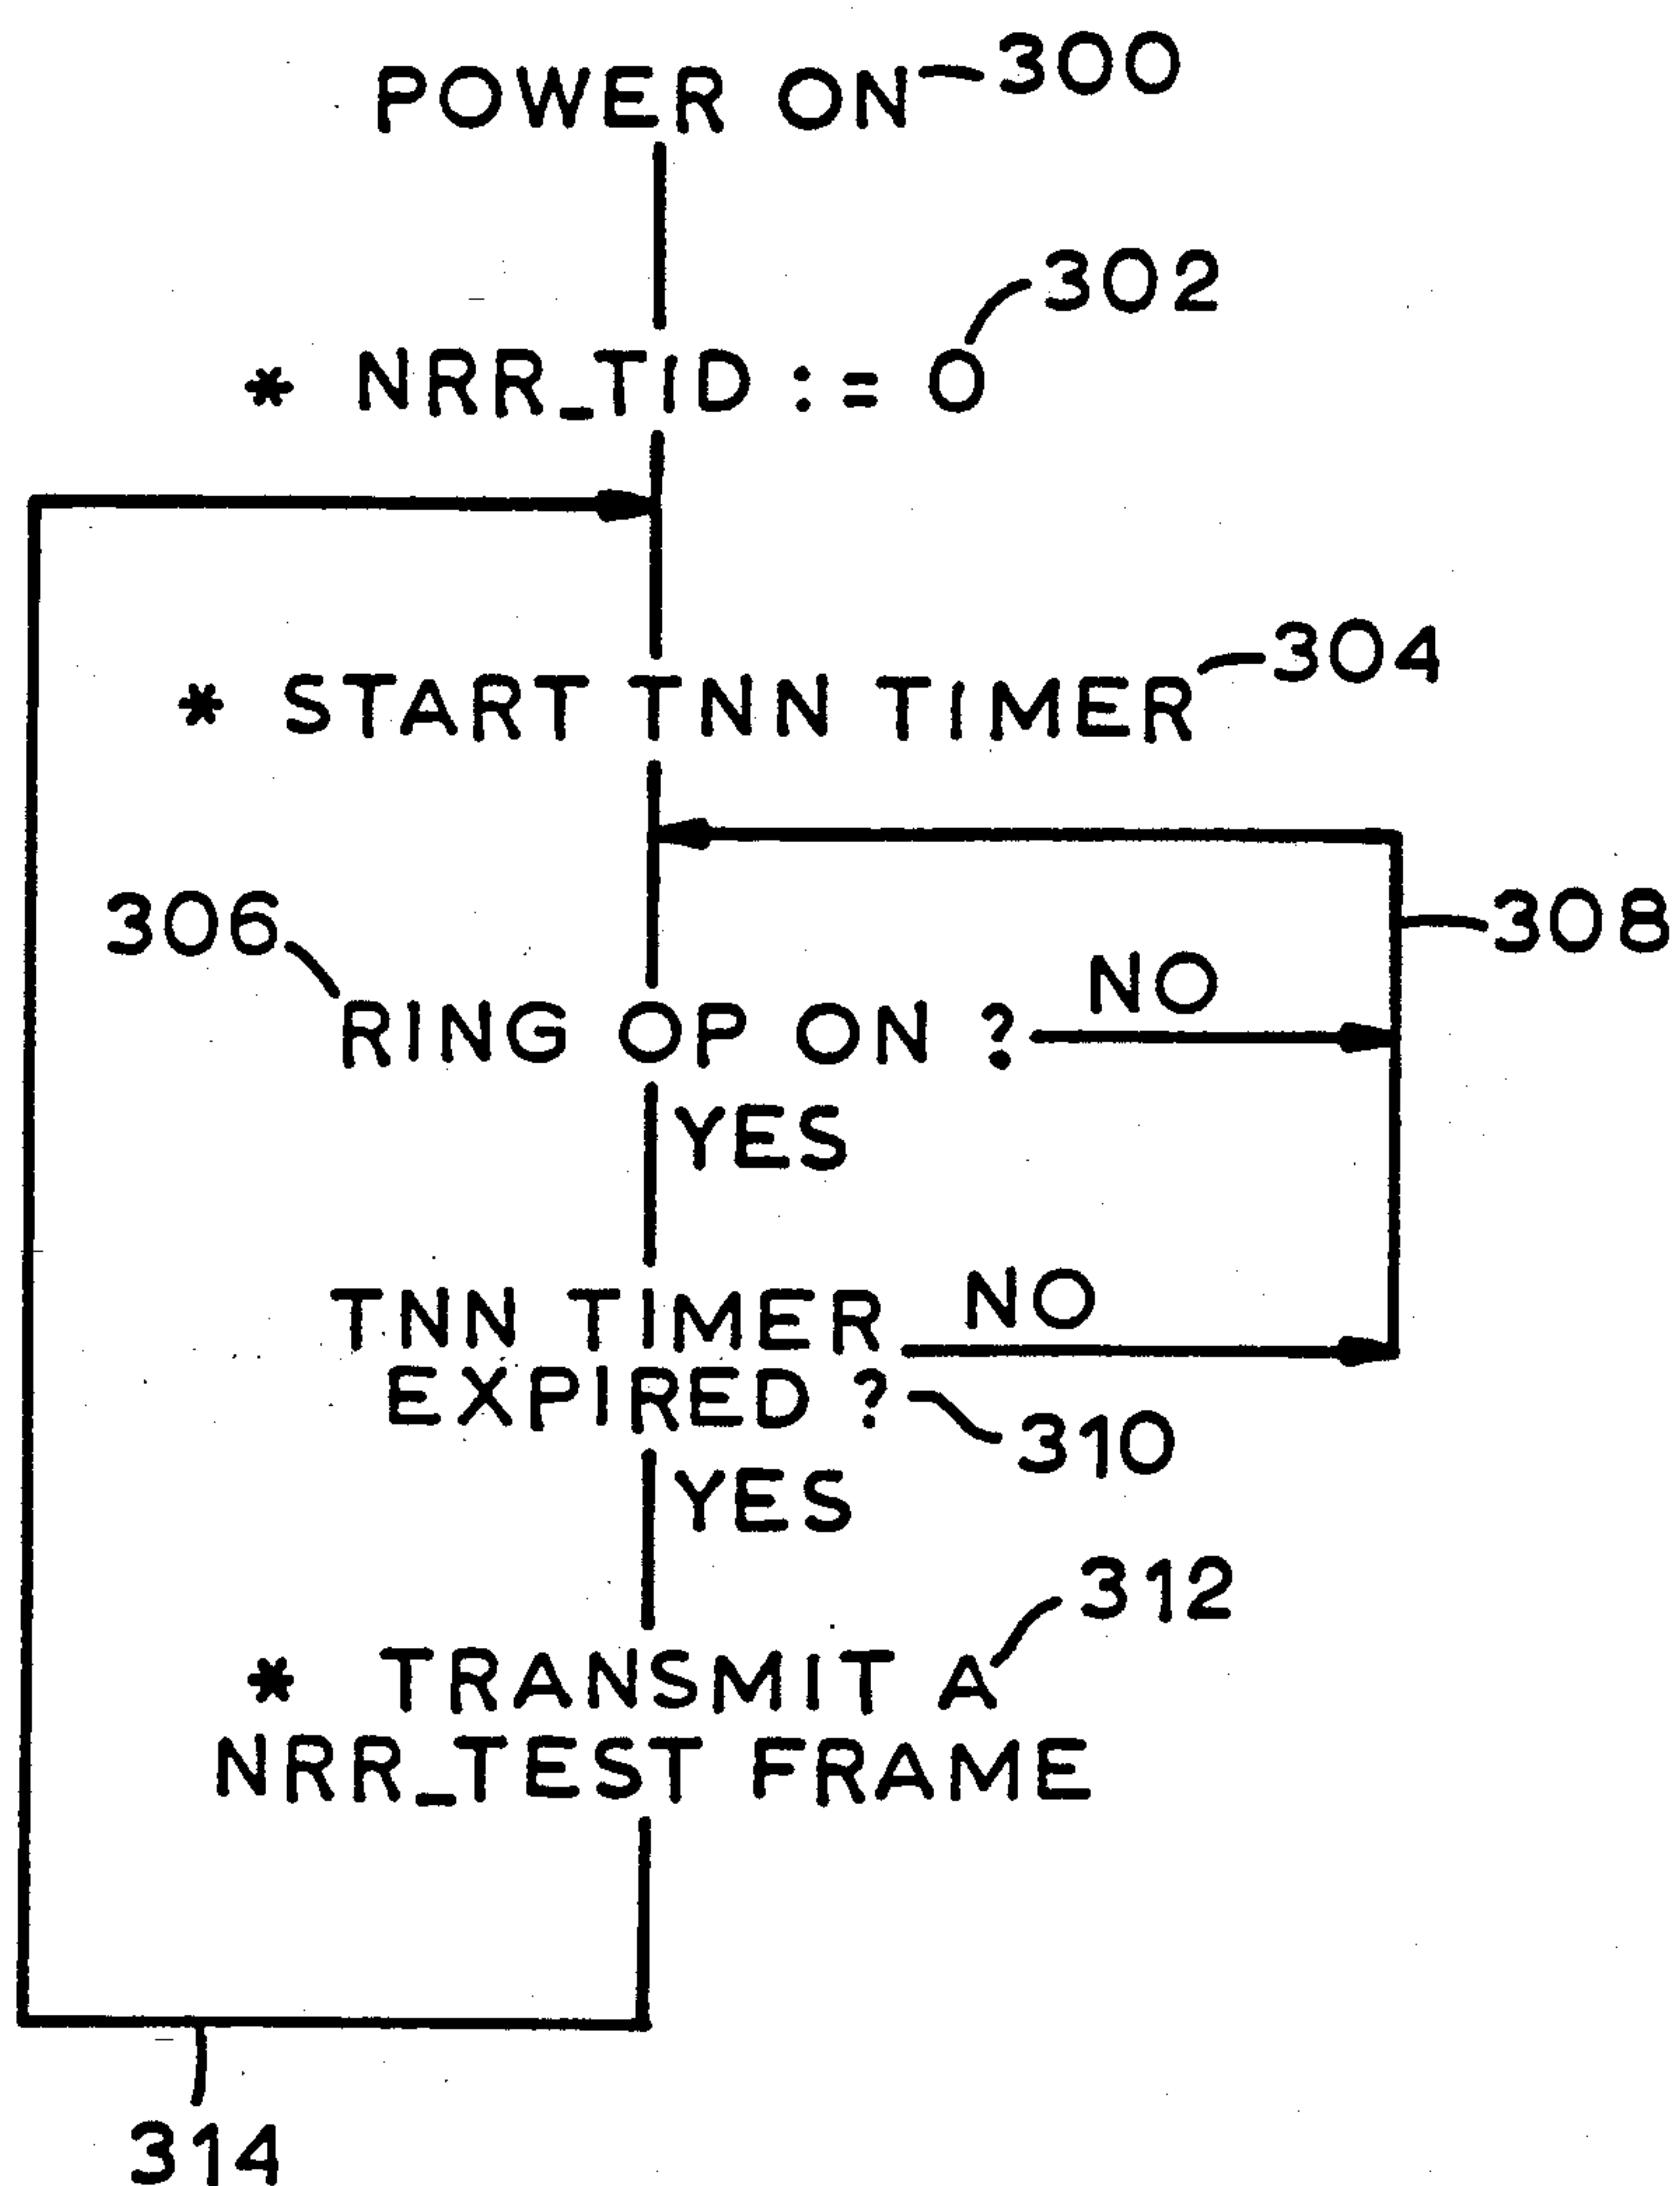 POWER ON 300
302
* NRR_TID := 0
* START TNN TIMER 304
306
308
RING OP ON ? NO
YES
TNN TIMER NO
EXPIRED ? 310
YES
312
* TRANSMIT A
NRR_TEST FRAME
314